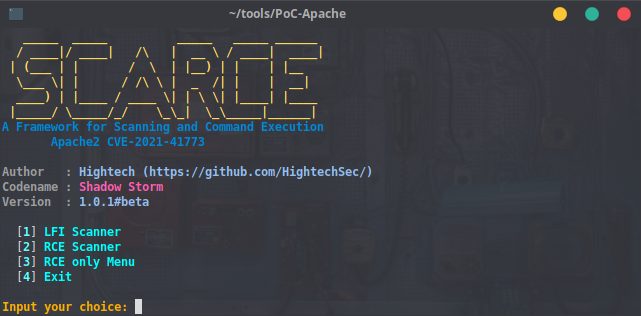 ~/tools/PoC-Apache
SCARCE
A Framework for Scanning and Command Execution
Apache2 CVE-2021-41773
Author : Hightech (https://github.com/HightechSec/)
Codename : Shadow Storm
Version : 1.0.1#beta
[1] LFI Scanner
[2] RCE Scanner
[3] RCE only Menu
[4] Exit
Input your choice: